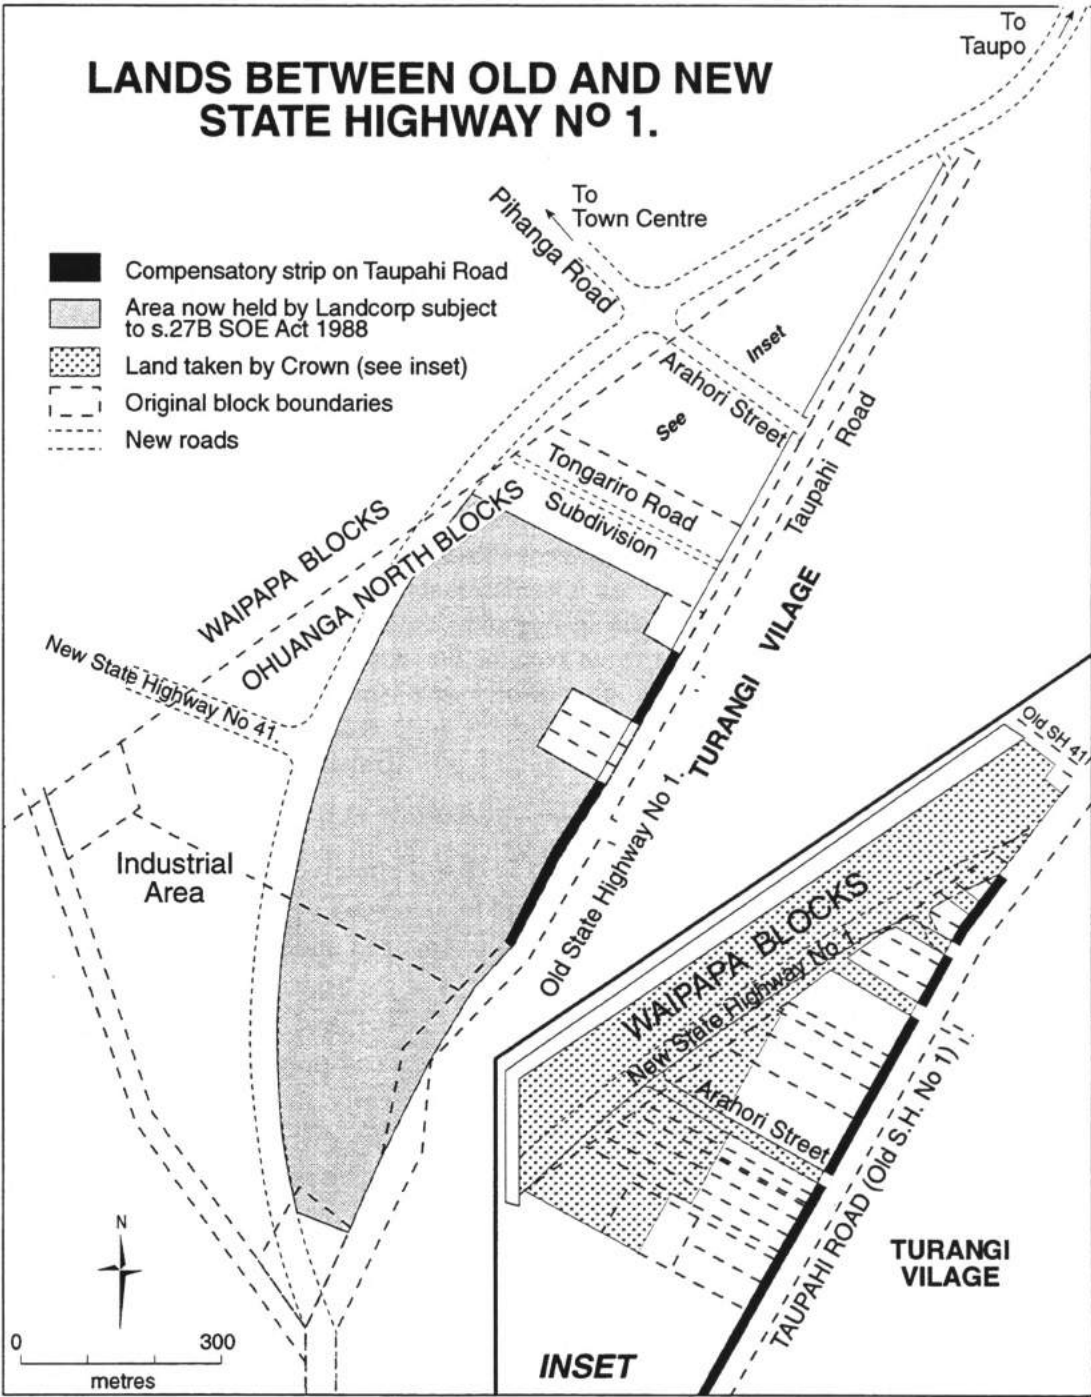 LANDS BETWEEN OLD AND NEW
STATE HIGHWAY Nº 1.
To
Taupo
To
Town Centre
Pihanga Road
Compensatory strip on Taupahi Road
Area now held by Landcorp subject
to s.27B SOE Act 1988
Land taken by Crown (see inset)
Original block boundaries
New roads
Inset
See
Arahori Street
Taupahi Road
Tongariro Road
Subdivision
WAIPAPA BLOCKS
OHUANGA NORTH BLOCKS
New State Highway No 41.
TURANGI VILAGE
Old State Highway No 1.
Industrial
Area
N
0 300
metres
Old SH 41
WAIPAPA BLOCKS
New State Highway No 1.
Arahori Street
TAUPAHI ROAD (Old S.H. No 1)
TURANGI
VILAGE
INSET